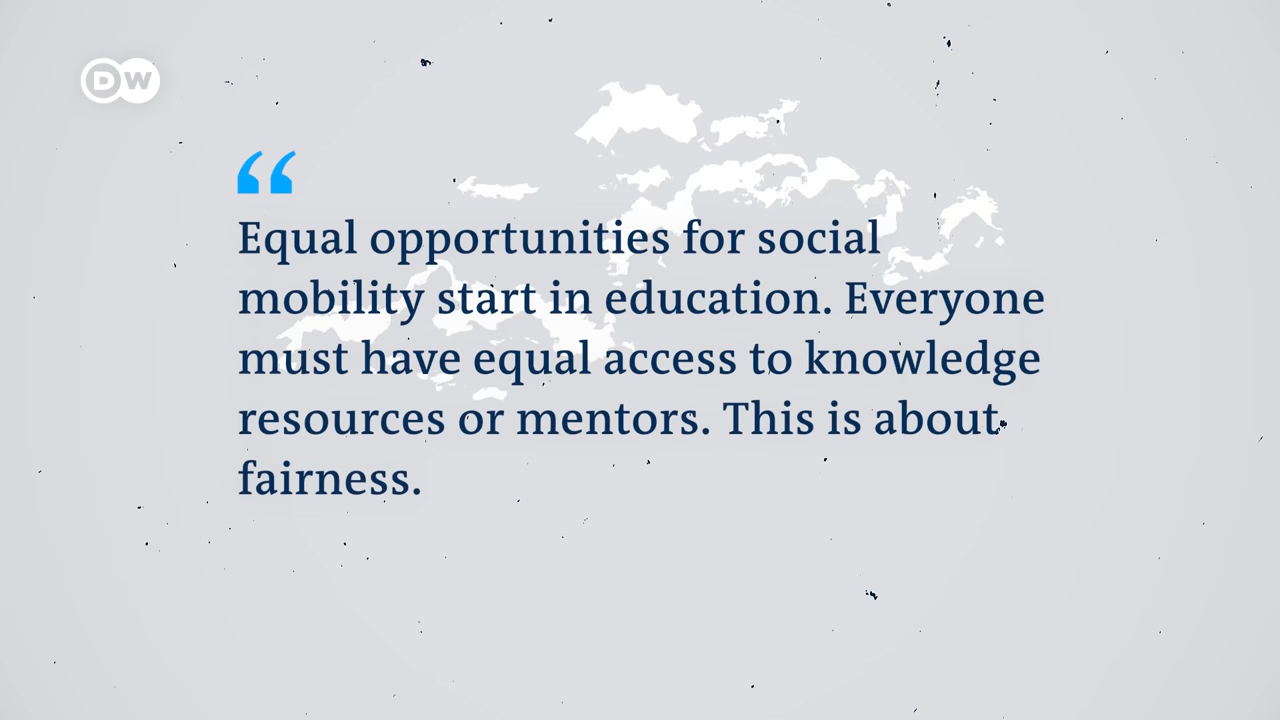 DW
“
Equal opportunities for social
mobility start in education. Everyone
must have equal access to knowledge
resources or mentors. This is about
fairness.